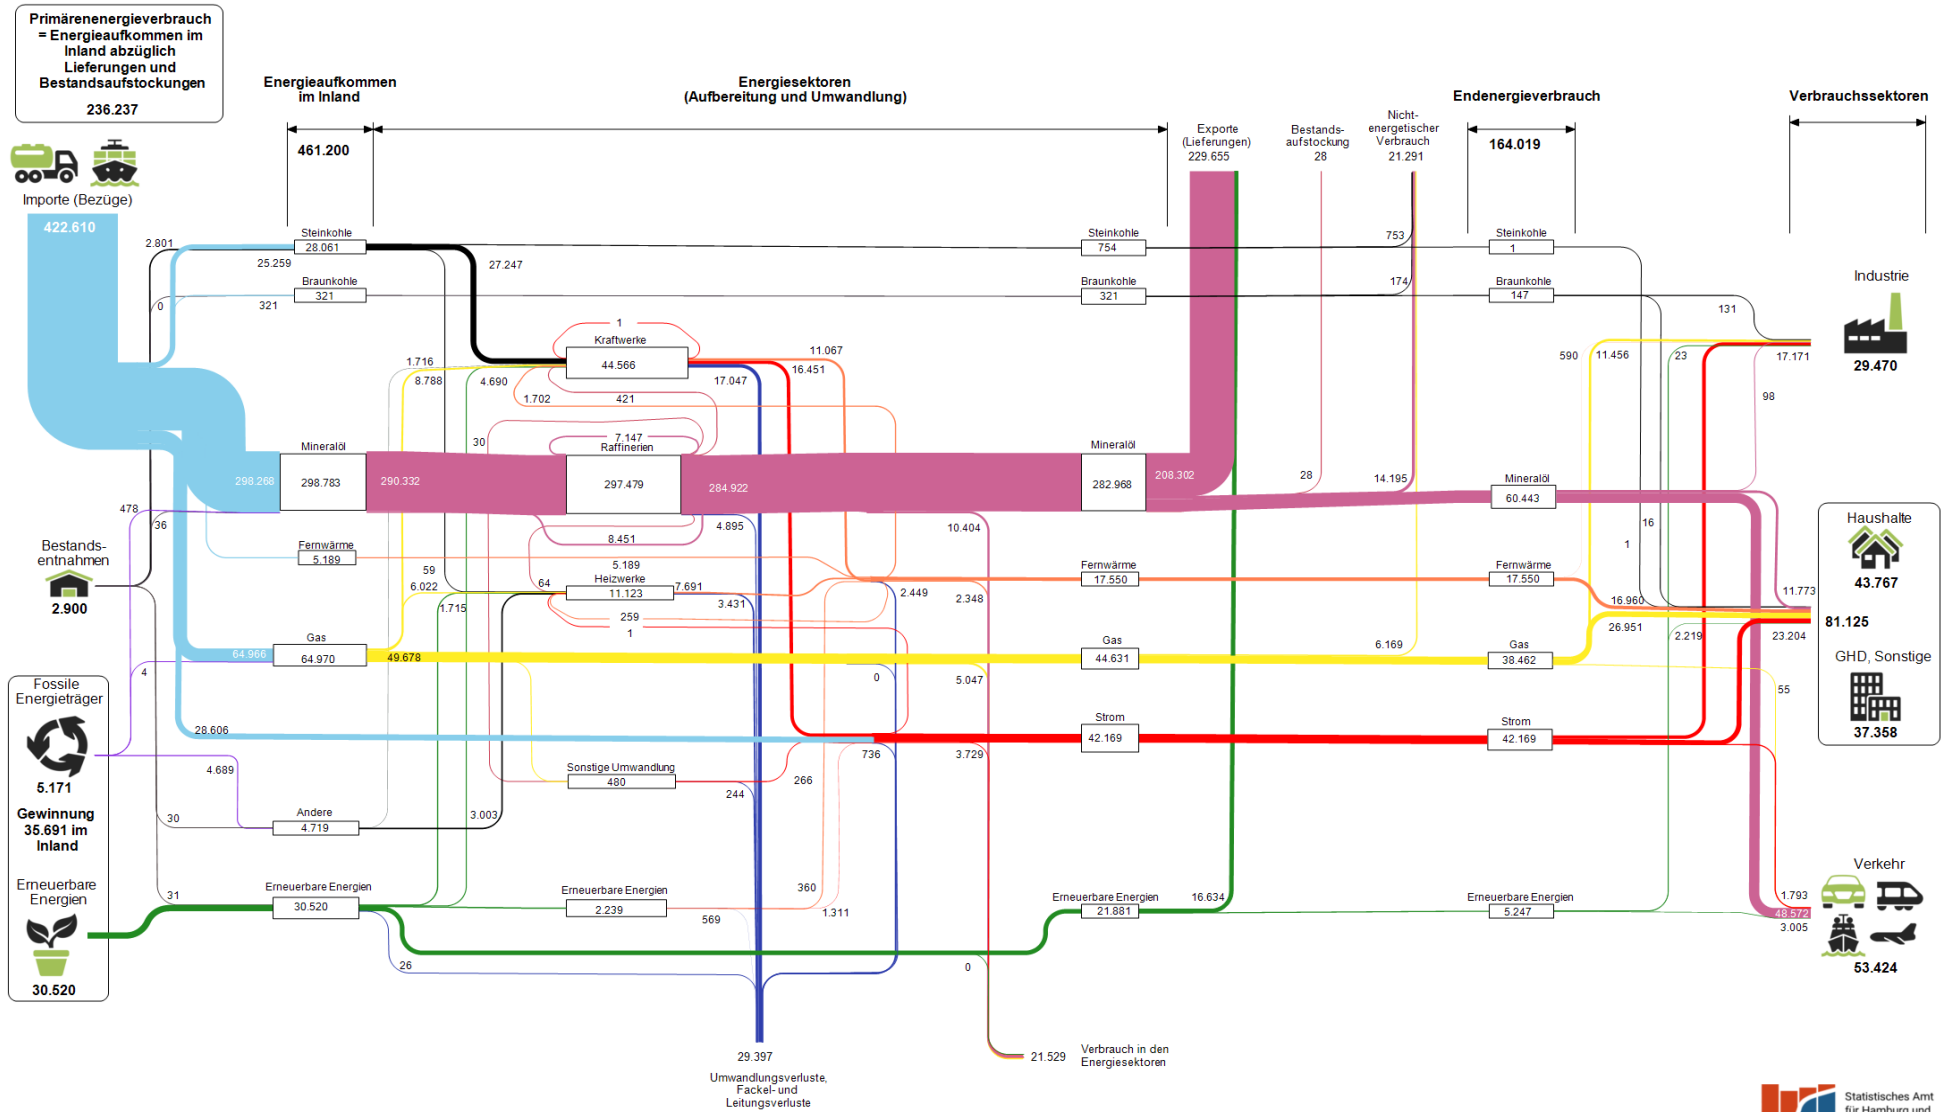 Primärenenergieverbrauch
= Energieaufkommen im
Inland abzüglich
Lieferungen und
Bestandsaufstockungen
236.237
Energieaufkommen
im Inland
461.200
Energiesektoren
(Aufbereitung und Umwandlung)
Endenergieverbrauch
164.019
Verbrauchssektoren
Exporte
(Lieferungen)
229.655
Bestands-
aufstockung
28
Nicht-
energetischer
Verbrauch
21.291
Importe (Bezüge)
422.610
2.801
25.259
Steinkohle
28.061
27.247
Steinkohle
754
753
Steinkohle
1
0
321
Braunkohle
321
Braunkohle
321
174
Braunkohle
147
131
Industrie
29.470
1
Kraftwerke
44.566
1.716
8.788
4.690
11.067
16.451
17.047
1.702
421
590
11.456
23
17.171
98
30
7.147
Raffinerien
297.479
298.268
Mineralöl
298.783
290.332
284.922
4.895
8.451
10.404
Mineralöl
282.968
208.302
28
14.195
Mineralöl
60.443
478
36
Bestands-
entnahmen
2.900
Fernwärme
5.189
5.189
59
6.022
1.715
64
Heizwerke
11.123
7.691
3.431
259
1
2.449
2.348
Fernwärme
17.550
Fernwärme
17.550
16
1
16.960
11.773
26.951
2.219
23.204
Haushalte
43.767
81.125
GHD, Sonstige
37.358
64.966
Gas
64.970
49.678
0
5.047
Gas
44.631
6.169
Gas
38.462
55
4
Fossile
Energieträger
5.171
Gewinnung
35.691 im
Inland
Erneuerbare
Energien
30.520
28.606
4.689
30
31
Strom
42.169
Strom
42.169
736
3.729
Sonstige Umwandlung
480
266
244
Andere
4.719
3.003
Erneuerbare Energien
30.520
26
Erneuerbare Energien
2.239
569
360
1.311
0
Erneuerbare Energien
21.881
16.634
Erneuerbare Energien
5.247
Verkehr
1.793
48.572
3.005
53.424
29.397
Umwandlungsverluste,
Fackel- und
Leitungsverluste
21.529
Verbrauch in den
Energiesektoren
Statistisches Amt
für Hamburg und